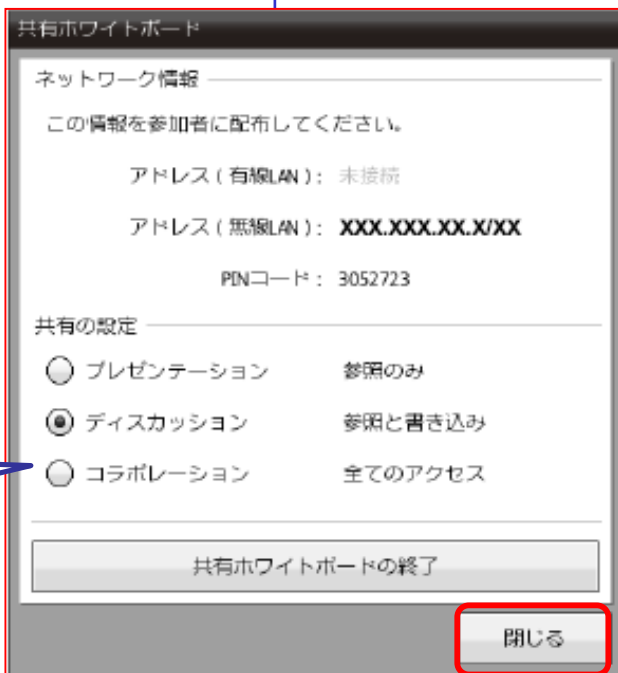 共有ホワイトボード
ネットワーク情報
この情報を参加者に配布してください。
アドレス ( 有線LAN ) : 未接続
アドレス ( 無線LAN ) : XXX.XXX.XX.X/XX
PINコード : 3052723
共有の設定
プレゼンテーション 参照のみ
ディスカッション 参照と書き込み
コラボレーション 全てのアクセス
共有ホワイトボードの終了
閉じる